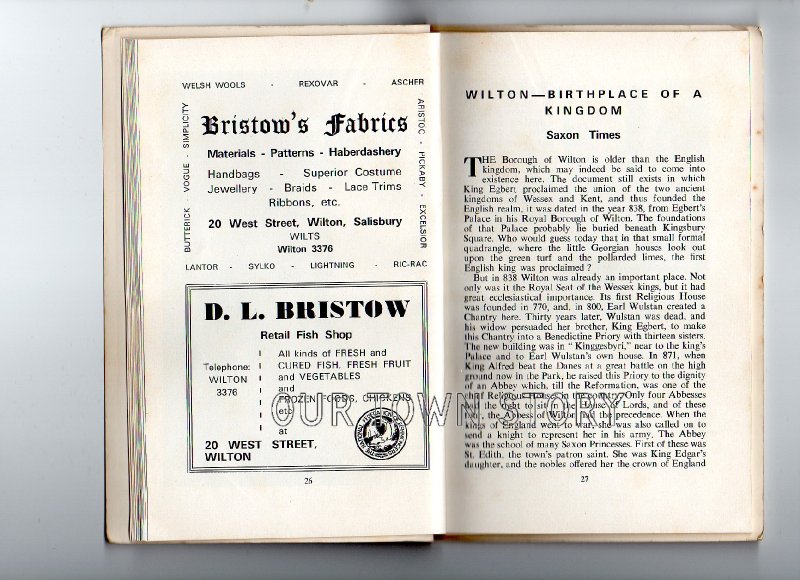 WELSH WOOLS - REXOVAR - ASCHER
BUTTERICK VOGUE - SIMPLICITY
ARISTOC - HICKABY - EXCELSIOR
Bristow's Fabrics
Materials - Patterns - Haberdashery
Handbags - Superior Costume
Jewellery - Braids - Lace Trims
Ribbons, etc.
20 West Street, Wilton, Salisbury
WILTS
Wilton 3376
LANTOR - SYLKO - LIGHTNING - RIC-RAC
D. L. BRISTOW
Retail Fish Shop
Telephone:
WILTON
3376
All kinds of FRESH and
CURED FISH, FRESH FRUIT
and VEGETABLES
and
FROZEN FOODS, CHICKENS
etc
at
20 WEST STREET,
WILTON
26
WILTON—BIRTHPLACE OF A
KINGDOM
Saxon Times
THE Borough of Wilton is older than the English
kingdom, which may indeed be said to come into
existence here. The document still exists in which
King Egbert proclaimed the union of the two ancient
kingdoms of Wessex and Kent, and thus founded the
English realm, it was dated in the year 838, from Egbert's
Palace in his Royal Borough of Wilton. The foundations
of that Palace probably lie buried beneath Kingsbury
Square. Who would guess today that in that small formal
quadrangle, where the little Georgian houses look out
upon the green turf and the pollarded limes, the first
English king was proclaimed ?
But in 838 Wilton was already an important place. Not
only was it the Royal Seat of the Wessex kings, but it had
great ecclesiastical importance. Its first Religious House
was founded in 770, and, in 800, Earl Wulstan created a
Chantry here. Thirty years later, Wulstan was dead, and
his widow persuaded her brother, King Egbert, to make
this Chantry into a Benedictine Priory with thirteen sisters.
The new building was in "Kinggesbyri," near to the king's
Palace and to Earl Wulstan's own house. In 871, when
King Alfred beat the Danes at a great battle on the high
ground now in the Park, he raised this Priory to the dignity
of an Abbey which, till the Reformation, was one of the
chief Religious Houses Only four Abbesses
had the right to sit in the House of Lords, and of these
four, the Abbess of Wilton had precedence. When the
kings of England went to war, she was also called on to
send a knight to represent her in his army. The Abbey
was the school of many Saxon Princesses. First of these was
St. Edith, the town's patron saint. She was King Edgar's
daughter, and the nobles offered her the crown of England
27
OUR TOWN STORY